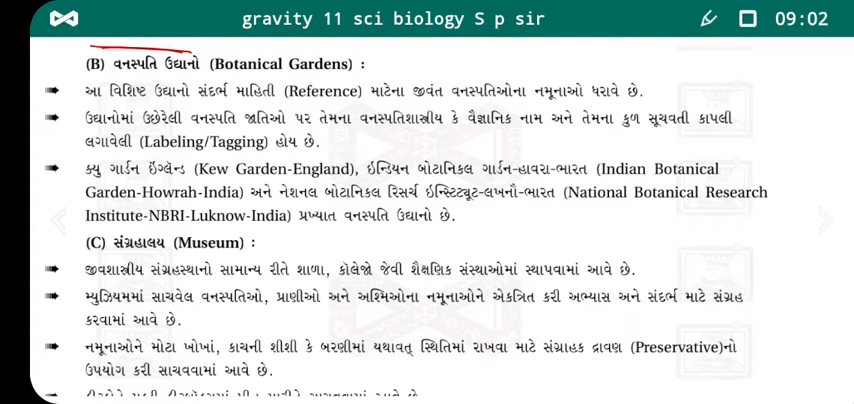 gravity 11 sci biology S p sir
09:02
(B) વનસ્પતિ ઉદ્યાનો (Botanical Gardens) :
આ વિશિષ્ટ ઉદ્યાનો સંદર્ભ માહિતી (Reference) માટેના જીવંત વનસ્પતિઓના નમૂનાઓ ધરાવે છે.
ઉદ્યાનોમાં ઉછેરેલી વનસ્પતિ જાતિઓ પર તેમના વનસ્પતિશાસ્ત્રીય કે વૈજ્ઞાનિક નામ અને તેમના કુળ સૂચવતી કાપલી
લગાવેલી (Labeling/Tagging) હોય છે.
ક્યુ ગાર્ડન ઇંગ્લેન્ડ (Kew Garden-England), ઇન્ડિયન બોટાનિકલ ગાર્ડન-હાવરા-ભારત (Indian Botanical
Garden-Howrah-India) અને નેશનલ બોટાનિકલ રિસર્ચ ઇન્સ્ટિટ્યૂટ-લખનૌ-ભારત (National Botanical Research
Institute-NBRI-Luknow-India) પ્રખ્યાત વનસ્પતિ ઉદ્યાનો છે.
(C) સંગ્રહાલય (Museum) :
જીવશાસ્ત્રીય સંગ્રહસ્થાનો સામાન્ય રીતે શાળા, કૉલેજો જેવી શૈક્ષણિક સંસ્થાઓમાં સ્થાપવામાં આવે છે.
મ્યુઝિયમમાં સાચવેલ વનસ્પતિઓ, પ્રાણીઓ અને અશ્મિઓના નમૂનાઓને એકત્રિત કરી અભ્યાસ અને સંદર્ભ માટે સંગ્રહ
કરવામાં આવે છે.
નમૂનાઓને મોટા ખોખાં, કાચની શીશી કે બરણીમાં યથાવત્ સ્થિતિમાં રાખવા માટે સંગ્રાહક દ્રાવણ (Preservative)નો
ઉપયોગ કરી સાચવવામાં આવે છે.